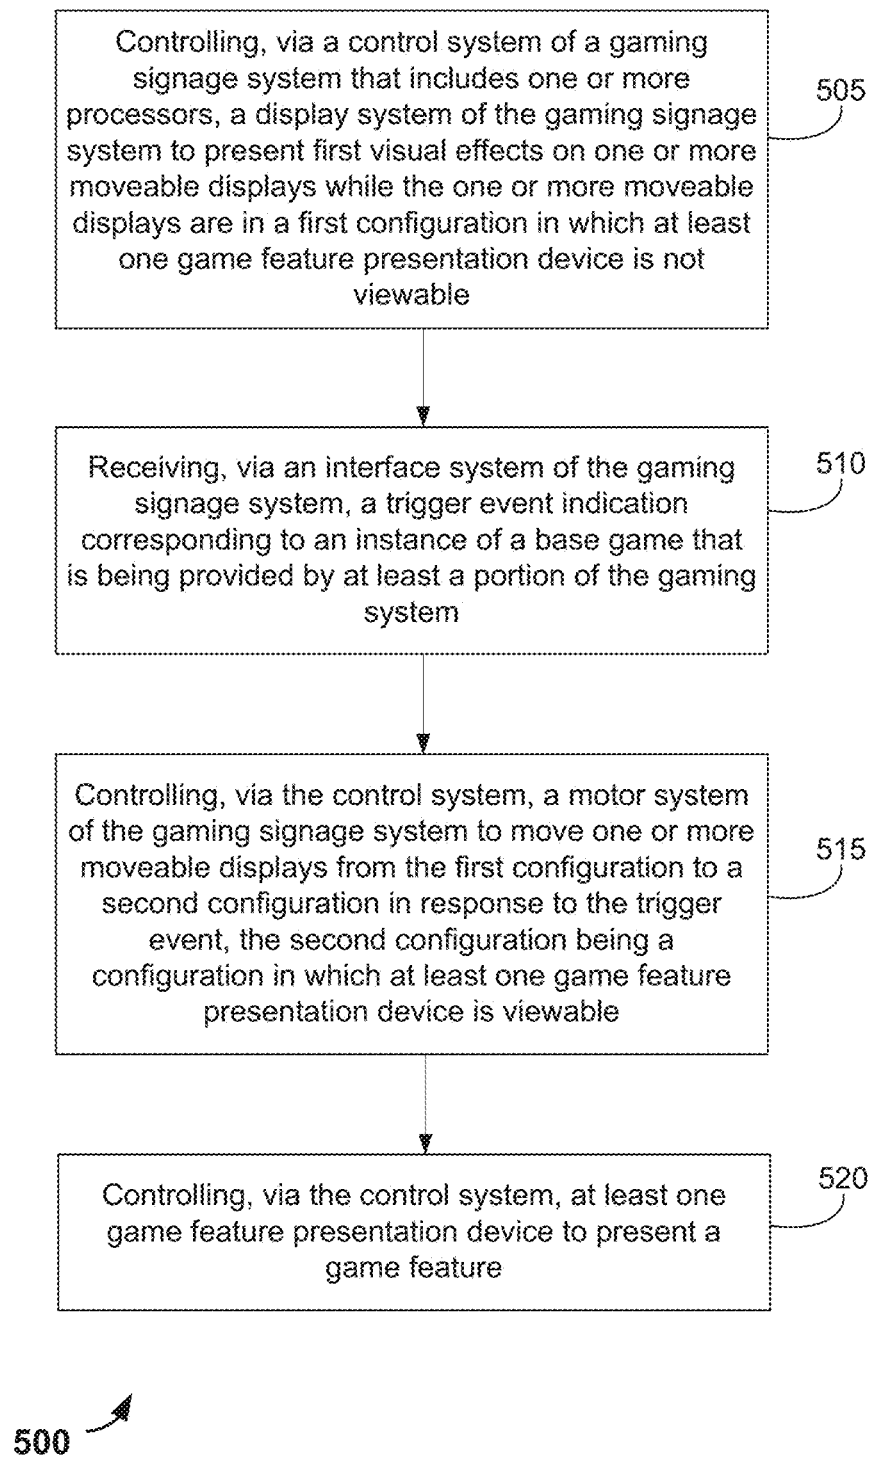 Controlling, via a control system of a gaming
signage system that includes one or more
processors, a display system of the gaming signage
system to present first visual effects on one or more
moveable displays while the one or more moveable
displays are in a first configuration in which at least
one game feature presentation device is not
viewable
505
Receiving, via an interface system of the gaming
signage system, a trigger event indication
corresponding to an instance of a base game that
is being provided by at least a portion of the gaming
system
510
Controlling, via the control system, a motor system
of the gaming signage system to move one or more
moveable displays from the first configuration to a
second configuration in response to the trigger
event, the second configuration being a
configuration in which at least one game feature
presentation device is viewable
515
Controlling, via the control system, at least one
game feature presentation device to present a
game feature
520
500